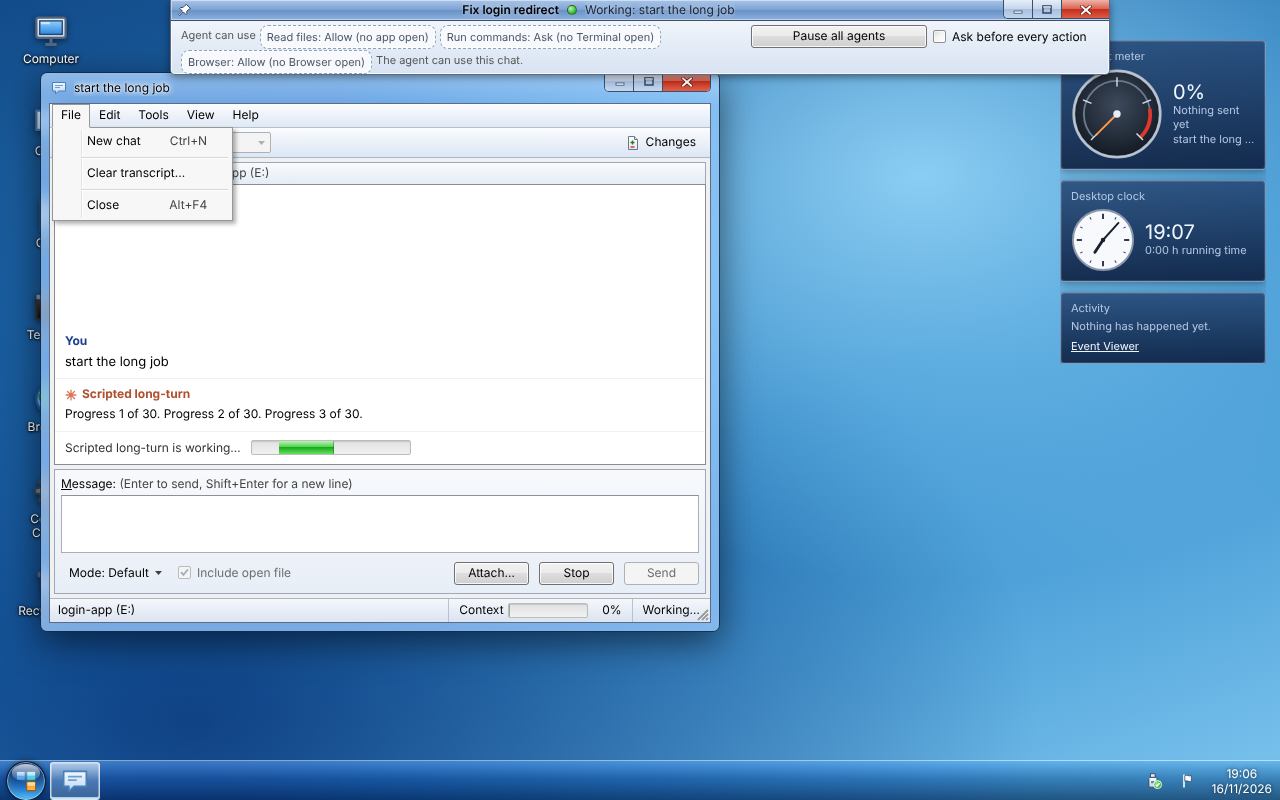 Fix login redirect Working: start the long job
Agent can use Read files: Allow (no app open) Run commands: Ask (no Terminal open)
Browser: Allow (no Browser open) The agent can use this chat.
Pause all agents Ask before every action
Computer
start the long job
File Edit Tools View Help
New chat Ctrl+N
Clear transcript...
Close Alt+F4
Changes
(E:)
You
start the long job
Scripted long-turn
Progress 1 of 30. Progress 2 of 30. Progress 3 of 30.
Scripted long-turn is working...
Message: (Enter to send, Shift+Enter for a new line)
Mode: Default Include open file Attach... Stop Send
login-app (E:) Context 0% Working...
meter
0%
Nothing sent
yet
start the long ...
Desktop clock
19:07
0:00 h running time
Activity
Nothing has happened yet.
Event Viewer
19:06
16/11/2026